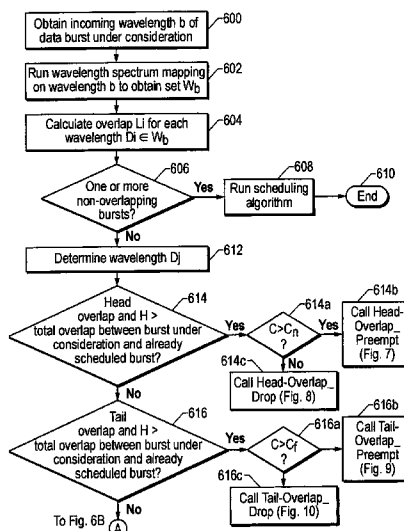 Obtain incoming wavelength b of
data burst under consideration
600
Run wavelength spectrum mapping
on wavelength b to obtain set Wb
602
Calculate overlap Li for each
wavelength Di ∈ Wb
604
606
One or more
non-overlapping
bursts?
Yes
608
Run scheduling
algorithm
610
End
No
612
Determine wavelength Dj
614
Head
overlap and H >
total overlap between burst under
consideration and already
scheduled burst?
Yes
614a
C>Cn
?
Yes
614b
Call Head-
Overlap_
Preempt
(Fig. 7)
No
614c
Call Head-Overlap_
Drop (Fig. 8)
No
616
Tail
overlap and H >
total overlap between burst under
consideration and already
scheduled burst?
Yes
616a
C>Cf
?
Yes
616b
Call Tail-
Overlap_
Preempt
(Fig. 9)
No
616c
Call Tail-Overlap_
Drop (Fig. 10)
No
To Fig. 6B
A